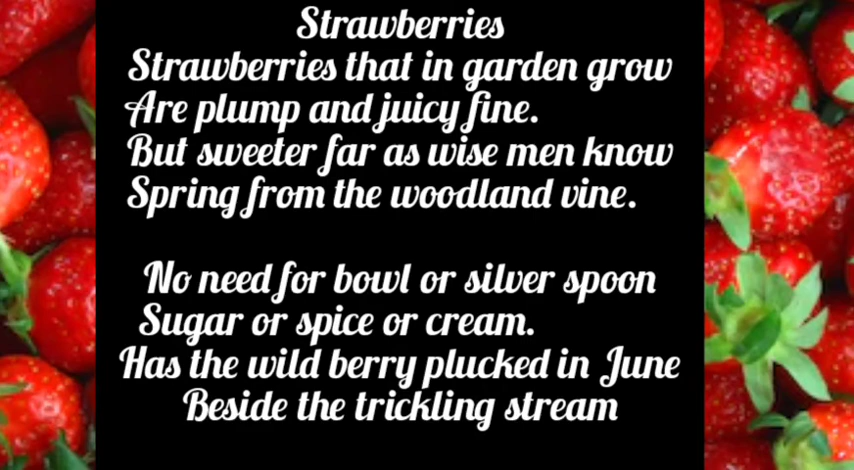 Strawberries
Strawberries that in garden grow
Are plump and juicy fine.
But sweeter far as wise men know
Spring from the woodland vine.
No need for bowl or silver spoon
Sugar or spice or cream.
Has the wild berry plucked in June
Beside the trickling stream